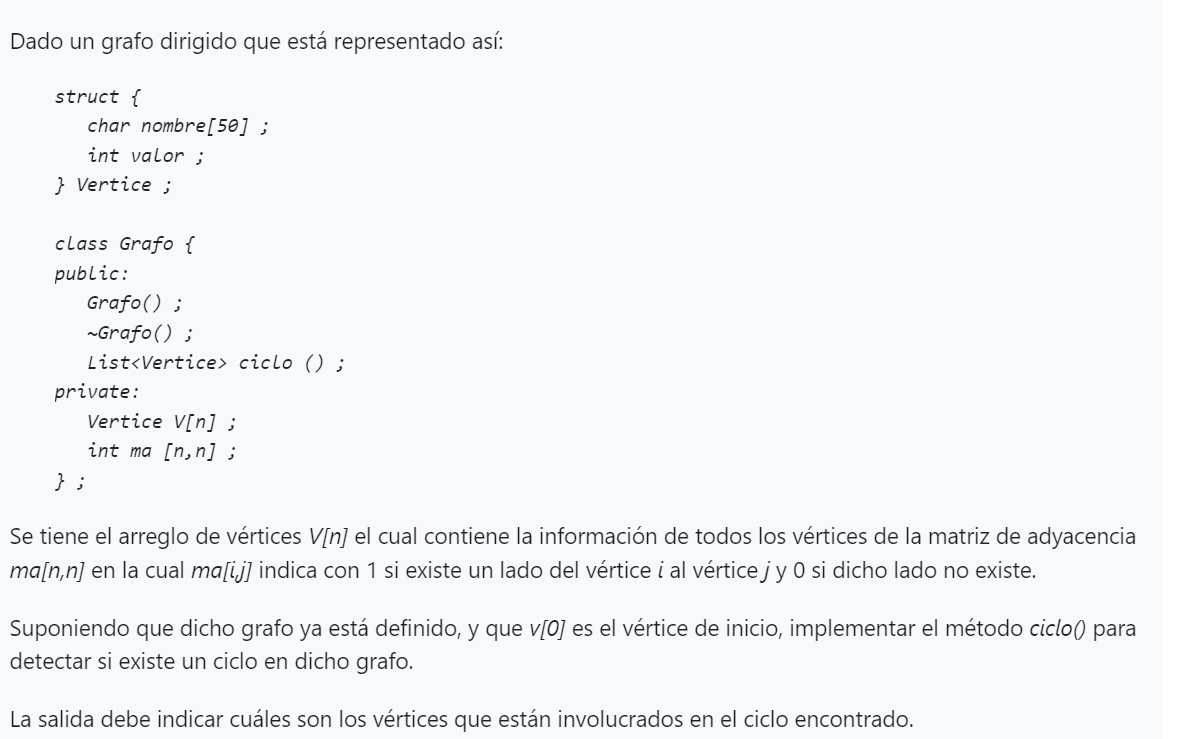 Dado un grafo dirigido que está representado así:
struct {
char nombre[50] ;
int valor ;
} Vertice ;
class Grafo {
public:
Grafo() ;
~Grafo() ;
List<Vertice> ciclo () ;
private:
Vertice V[n] ;
int ma [n,n] ;
} ;
Se tiene el arreglo de vértices V[n] el cual contiene la información de todos los vértices de la matriz de adyacencia
ma[n,n] en la cual ma[i,j] indica con 1 si existe un lado del vértice i al vértice j y 0 si dicho lado no existe.
Suponiendo que dicho grafo ya está definido, y que v[0] es el vértice de inicio, implementar el método ciclo() para
detectar si existe un ciclo en dicho grafo.
La salida debe indicar cuáles son los vértices que están involucrados en el ciclo encontrado.